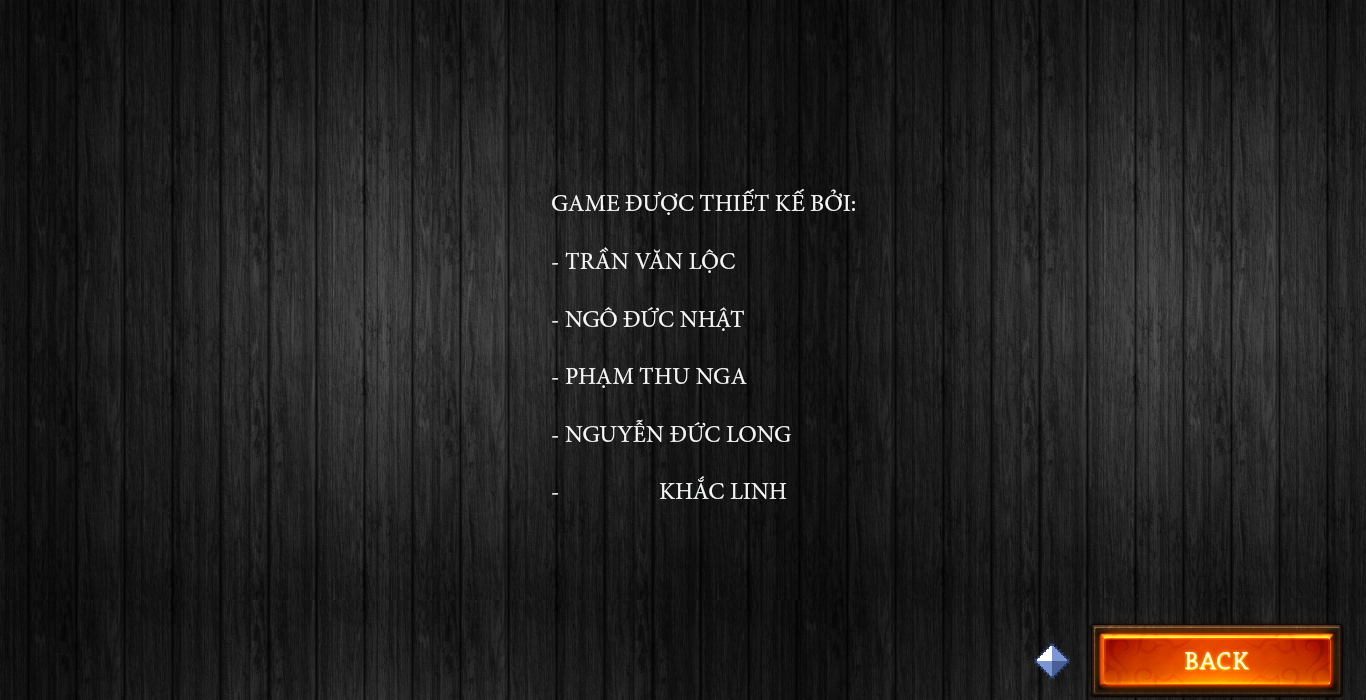 GAME ĐƯỢC THIẾT KẾ BỞI:
- TRẦN VĂN LỘC
- NGÔ ĐỨC NHẬT
- PHẠM THU NGA
- NGUYỄN ĐỨC LONG
- KHẮC LINH
BACK